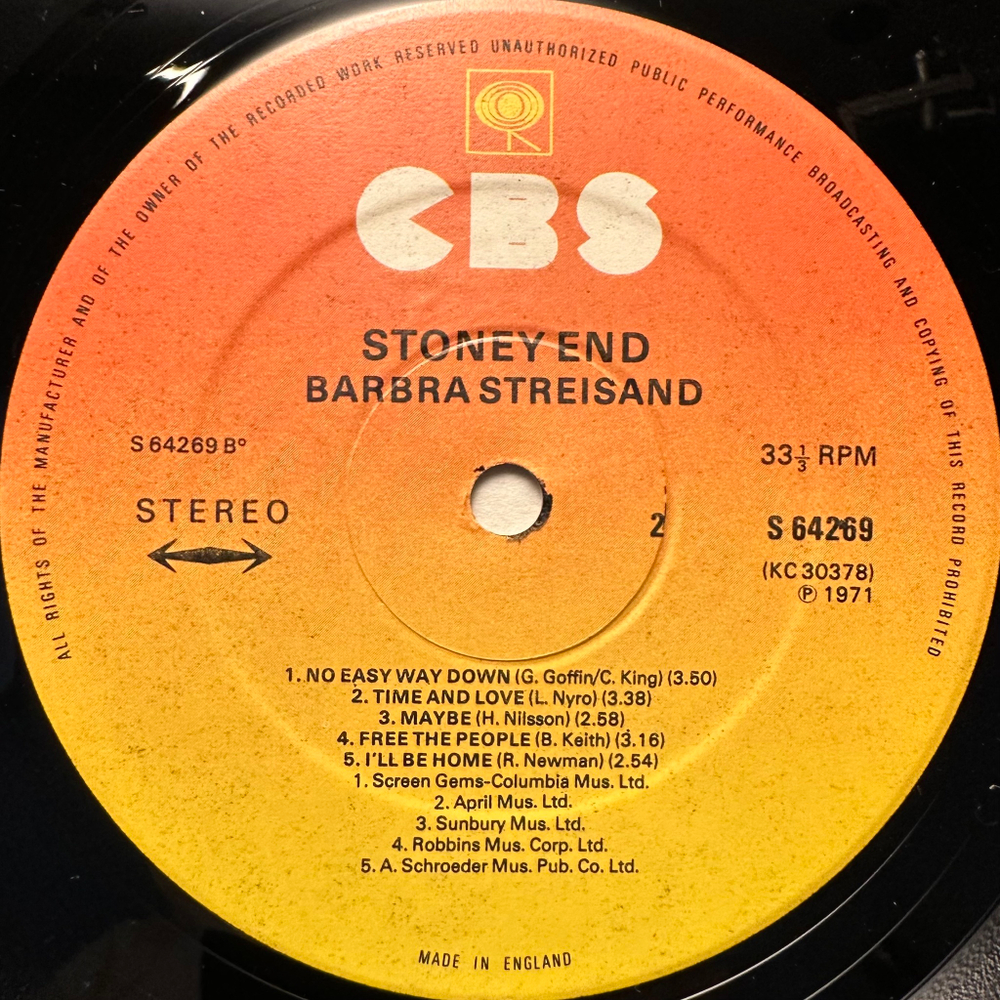 ALL RIGHTS OF THE MANUFACTURER AND OF THE OWNER OF THE RECORDED WORK RESERVED UNAUTHORIZED PUBLIC PERFORMANCE BROADCASTING AND COPYING OF THIS RECORD PROHIBITED
CBS
STONEY END
BARBRA STREISAND
S 64269 Bº
33⅓ RPM
STEREO
2
S 64269
(KC 30378)
℗ 1971
1. NO EASY WAY DOWN (G. Goffin/C. King) (3.50)
2. TIME AND LOVE (L. Nyro) (3.38)
3. MAYBE (H. Nilsson) (2.58)
4. FREE THE PEOPLE (B. Keith) (3.16)
5. I'LL BE HOME (R. Newman) (2.54)
1. Screen Gems-Columbia Mus. Ltd.
2. April Mus. Ltd.
3. Sunbury Mus. Ltd.
4. Robbins Mus. Corp. Ltd.
5. A. Schroeder Mus. Pub. Co. Ltd.
MADE IN ENGLAND